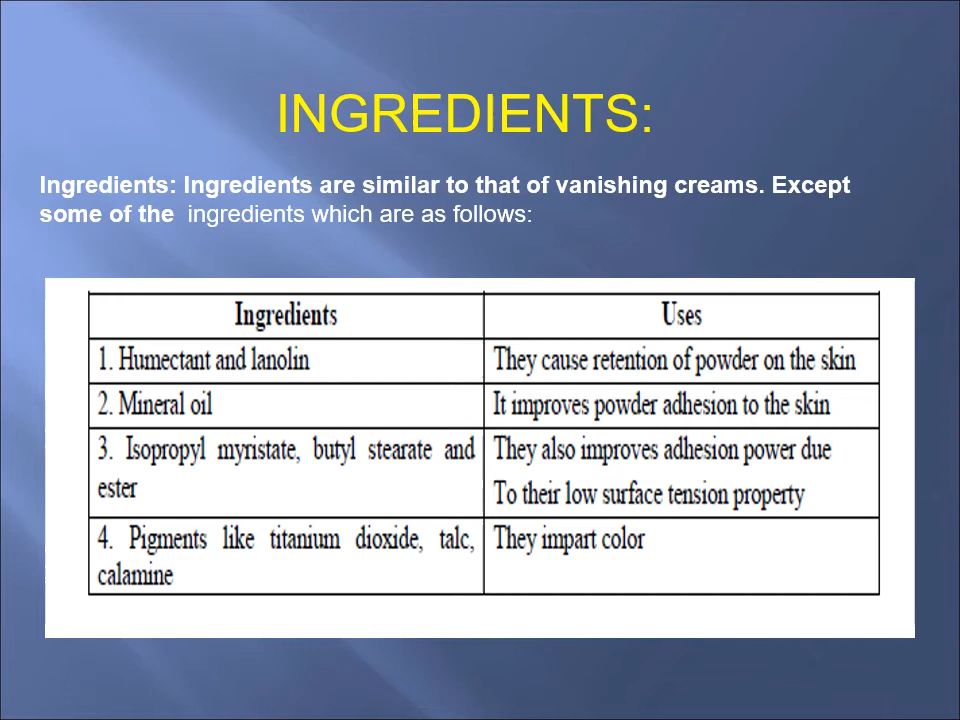 INGREDIENTS:
Ingredients: Ingredients are similar to that of vanishing creams. Except
some of the ingredients which are as follows:
Ingredients Uses
1. Humectant and lanolin They cause retention of powder on the skin
2. Mineral oil It improves powder adhesion to the skin
3. Isopropyl myristate, butyl stearate and They also improves adhesion power due
ester To their low surface tension property
4. Pigments like titanium dioxide, talc, They impart color
calamine